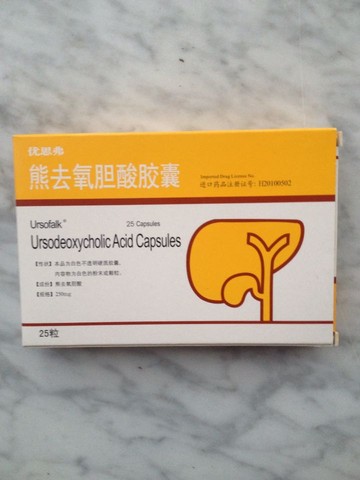 优思弗
熊去氧胆酸胶囊
Imported Drug License No.
进口药品注册证号: H20100502
Ursofalk®
25 Capsules
Ursodeoxycholic Acid Capsules
【性状】本品为白色不透明硬质胶囊,
内容物为白色的粉末或颗粒。
【成份】熊去氧胆酸
【规格】250mg
25粒